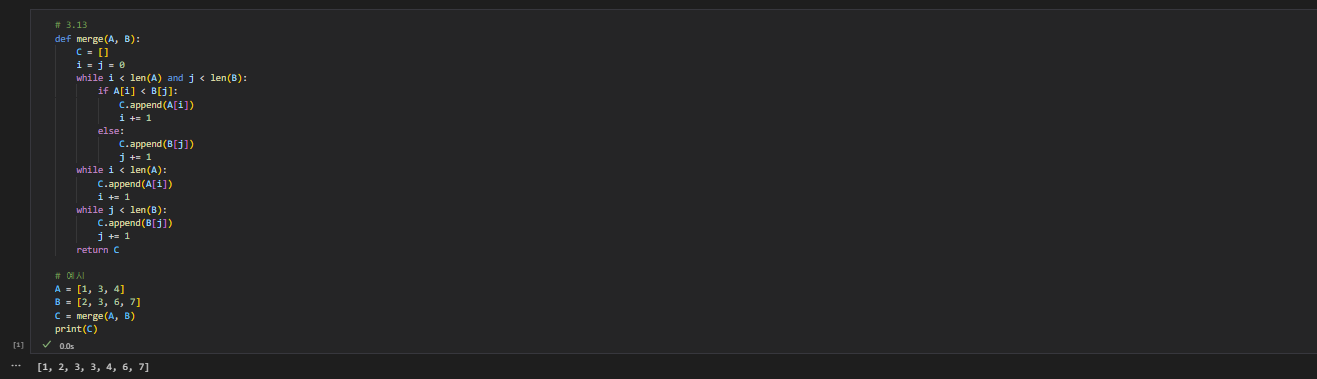 # 3.13
def merge(A, B):
    C = []
    i = j = 0
    while i < len(A) and j < len(B):
        if A[i] < B[j]:
            C.append(A[i])
            i += 1
        else:
            C.append(B[j])
            j += 1
    while i < len(A):
        C.append(A[i])
        i += 1
    while j < len(B):
        C.append(B[j])
        j += 1
    return C

# 예시
A = [1, 3, 4]
B = [2, 3, 6, 7]
C = merge(A, B)
print(C)
[1] ✓ 0.0s
... [1, 2, 3, 3, 4, 6, 7]